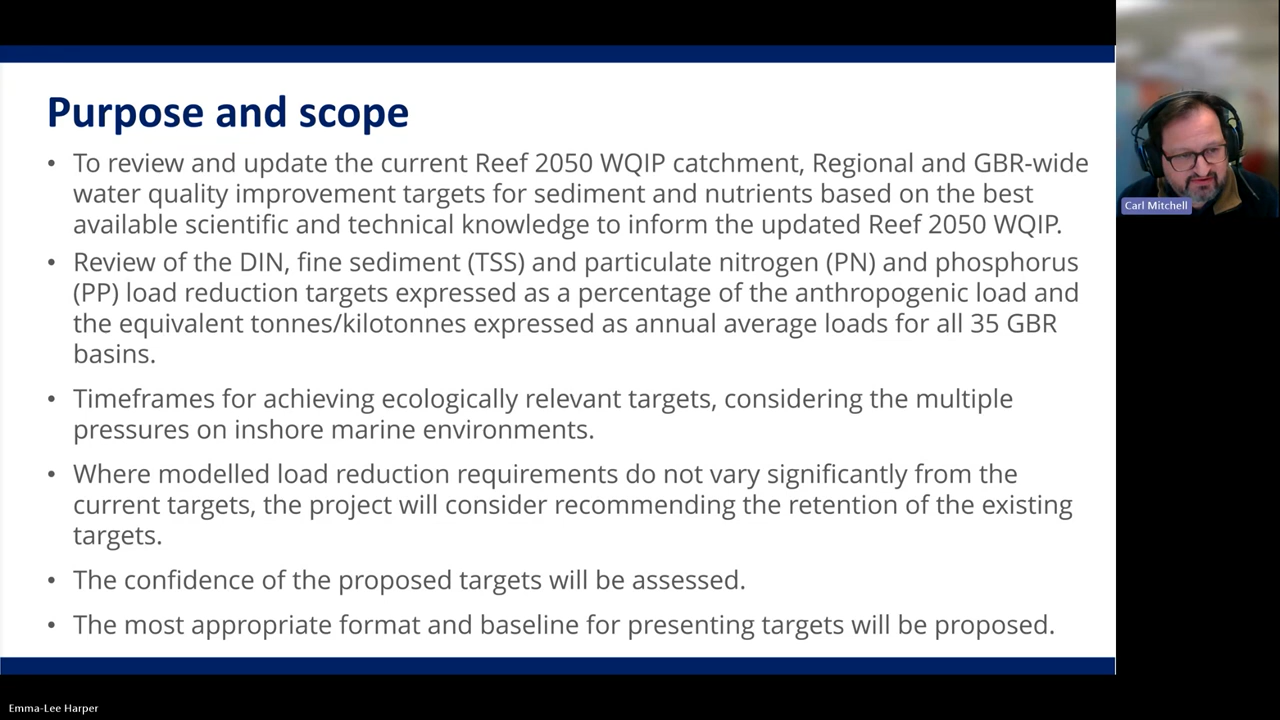 Purpose and scope
• To review and update the current Reef 2050 WQIP catchment, Regional and GBR-wide
water quality improvement targets for sediment and nutrients based on the best
available scientific and technical knowledge to inform the updated Reef 2050 WQIP.
• Review of the DIN, fine sediment (TSS) and particulate nitrogen (PN) and phosphorus
(PP) load reduction targets expressed as a percentage of the anthropogenic load and
the equivalent tonnes/kilotonnes expressed as annual average loads for all 35 GBR
basins.
• Timeframes for achieving ecologically relevant targets, considering the multiple
pressures on inshore marine environments.
• Where modelled load reduction requirements do not vary significantly from the
current targets, the project will consider recommending the retention of the existing
targets.
• The confidence of the proposed targets will be assessed.
• The most appropriate format and baseline for presenting targets will be proposed.
Carl Mitchell
Emma-Lee Harper